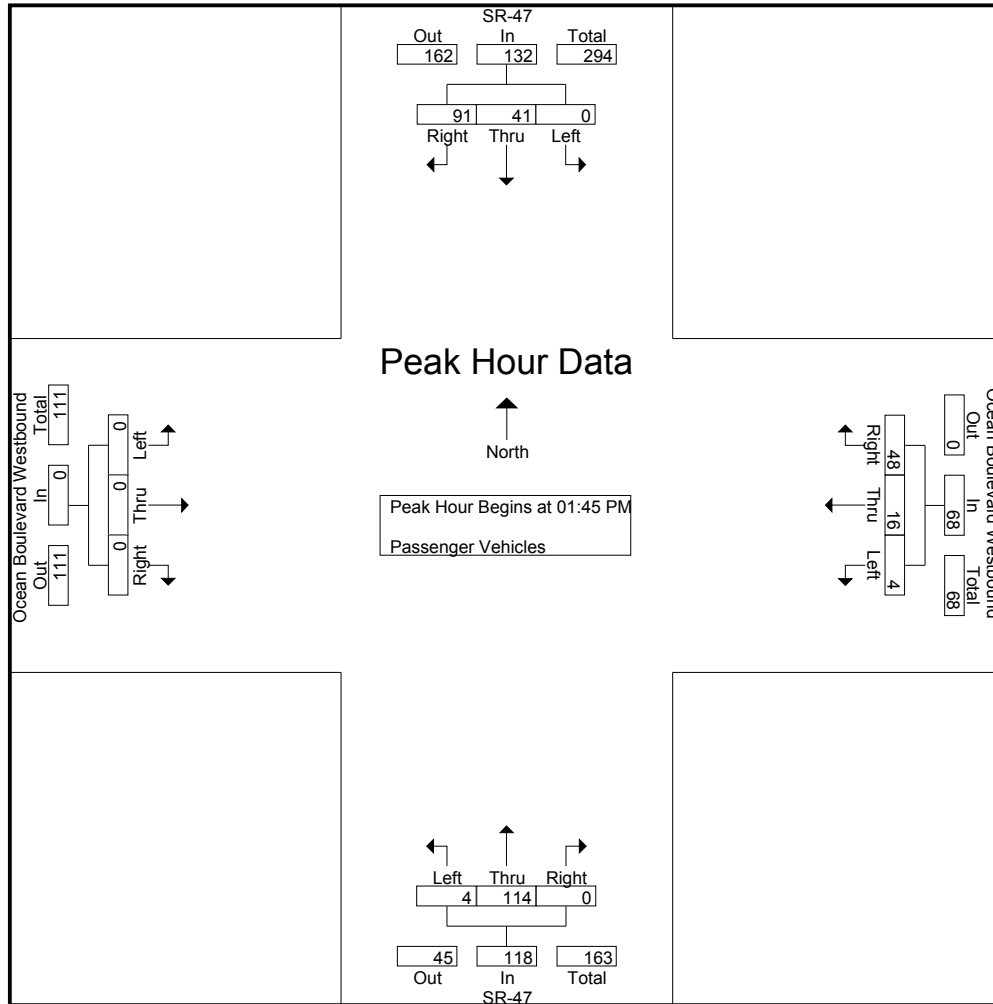 SR-47
Out In Total
162 132 294
91 41 0
Right Thru Left
Peak Hour Data
North
Peak Hour Begins at 01:45 PM
Passenger Vehicles
Ocean Boulevard Westbound
Total In Out
111 0 111
0 0 0
Left Thru Right
Ocean Boulevard Westbound
Out In Total
0 68 68
48 16 4
Right Thru Left
Left Thru Right
4 114 0
45 118 163
Out In Total
SR-47